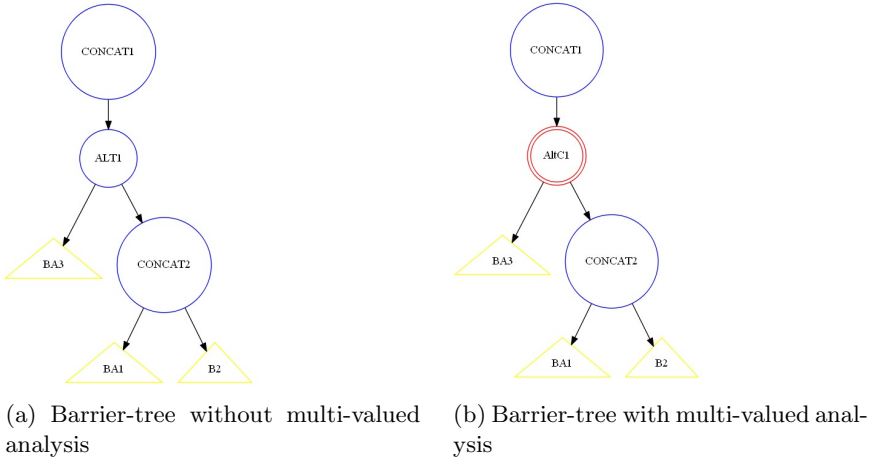 CONCAT1
ALT1
BA3
CONCAT2
BA1
B2
(a) Barrier-tree without multi-valued
analysis
CONCAT1
AltC1
BA3
CONCAT2
BA1
B2
(b) Barrier-tree with multi-valued anal-
ysis